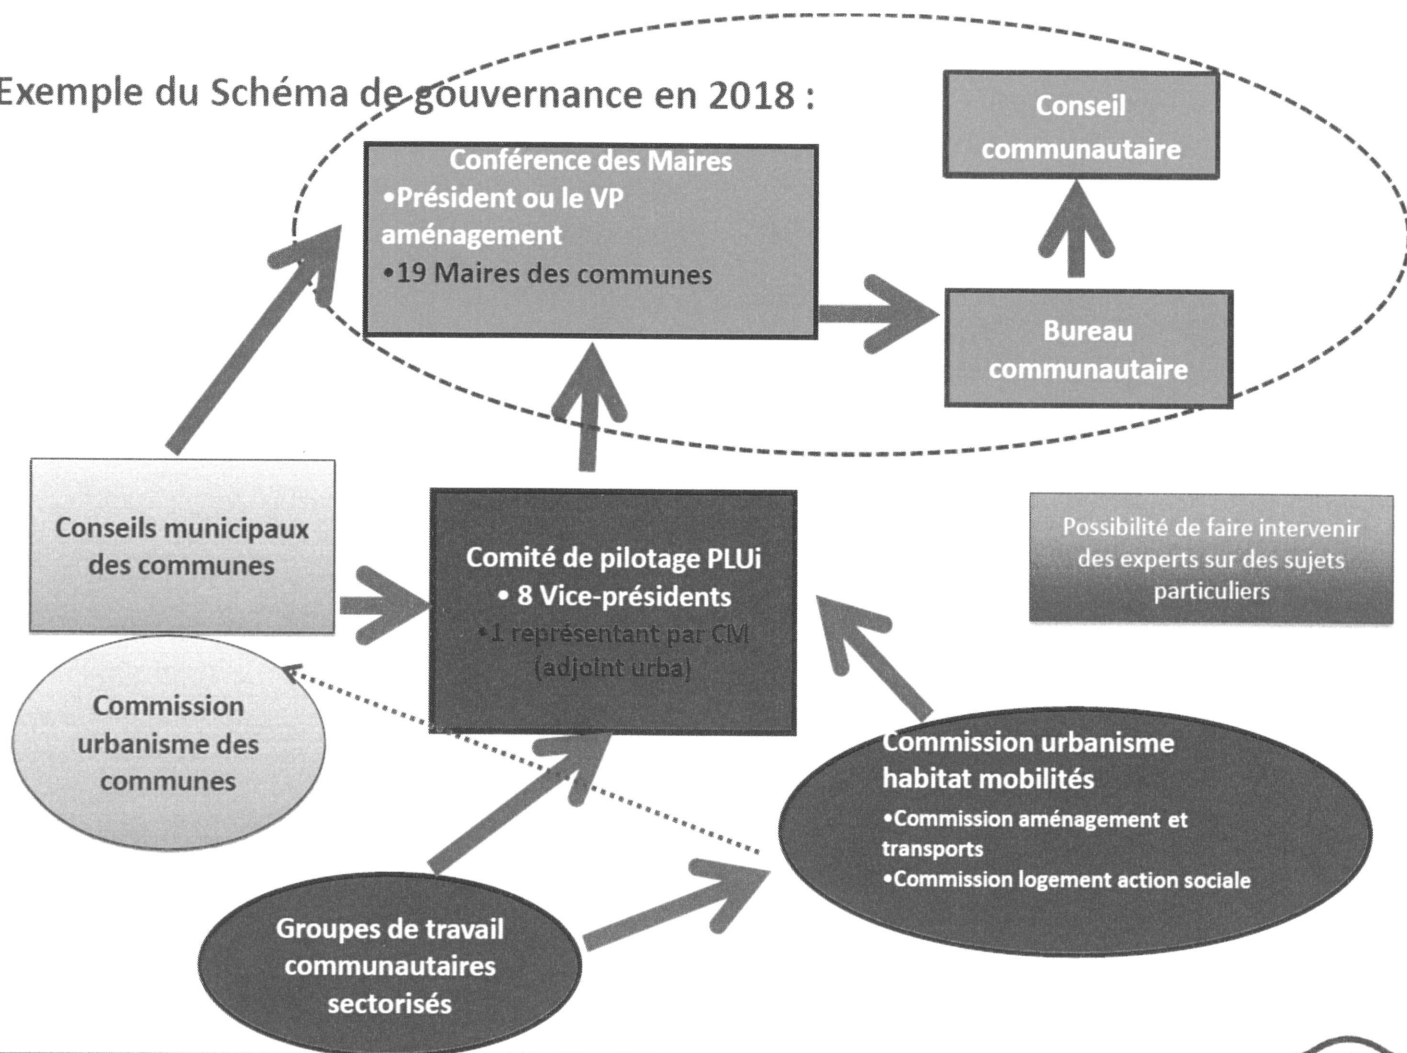 Exemple du Schéma de gouvernance en 2018 :
Conseil
communautaire
Conférence des Maires
•Président ou le VP
aménagement
•19 Maires des communes
Bureau
communautaire
Conseils municipaux
des communes
Comité de pilotage PLUi
• 8 Vice-présidents
•1 représentant par CM
(adjoint urba)
Possibilité de faire intervenir
des experts sur des sujets
particuliers
Commission
urbanisme des
communes
Commission urbanisme
habitat mobilités
•Commission aménagement et
transports
•Commission logement action sociale
Groupes de travail
communautaires
sectorisés